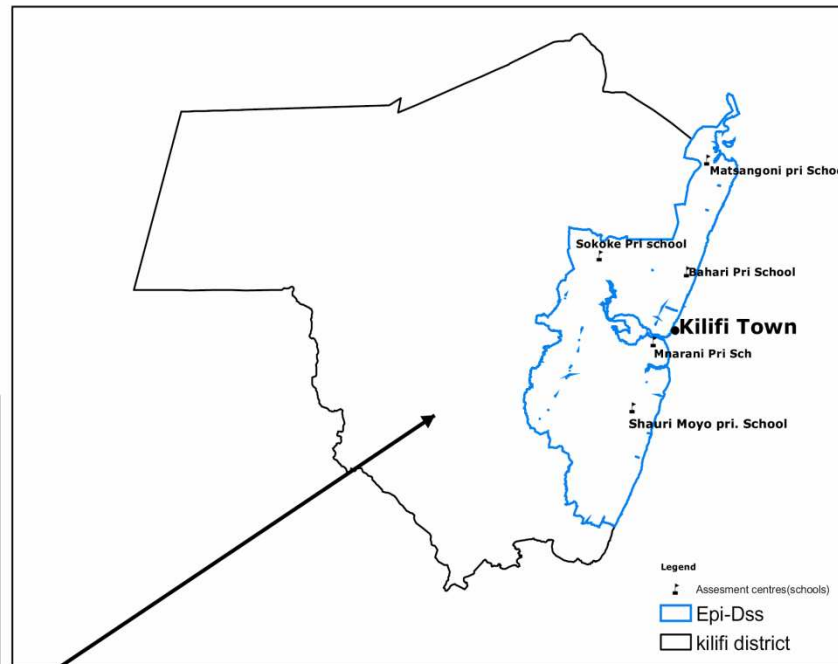 Matsangoni pri Schoo
Sokoke Pri school
Bahari Pri School
Kilifi Town
Mnarani Pri Sch
Shauri Moyo pri. School
Legend
Assesment centres(schools)
Epi-Dss
kilifi district